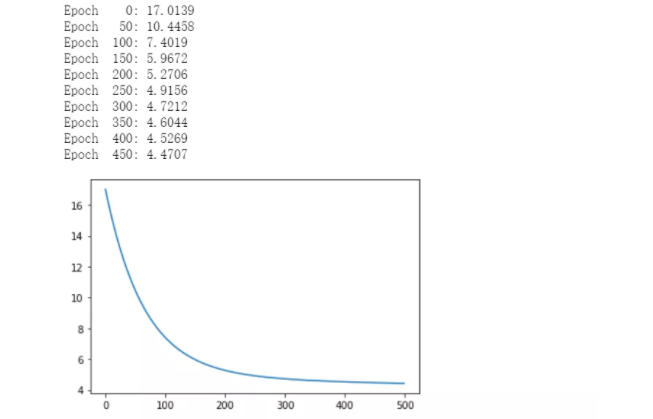 Epoch    0: 17.0139
Epoch   50: 10.4458
Epoch  100: 7.4019
Epoch  150: 5.9672
Epoch  200: 5.2706
Epoch  250: 4.9156
Epoch  300: 4.7212
Epoch  350: 4.6044
Epoch  400: 4.5269
Epoch  450: 4.4707
16
14
12
10
8
6
4
0 100 200 300 400 500